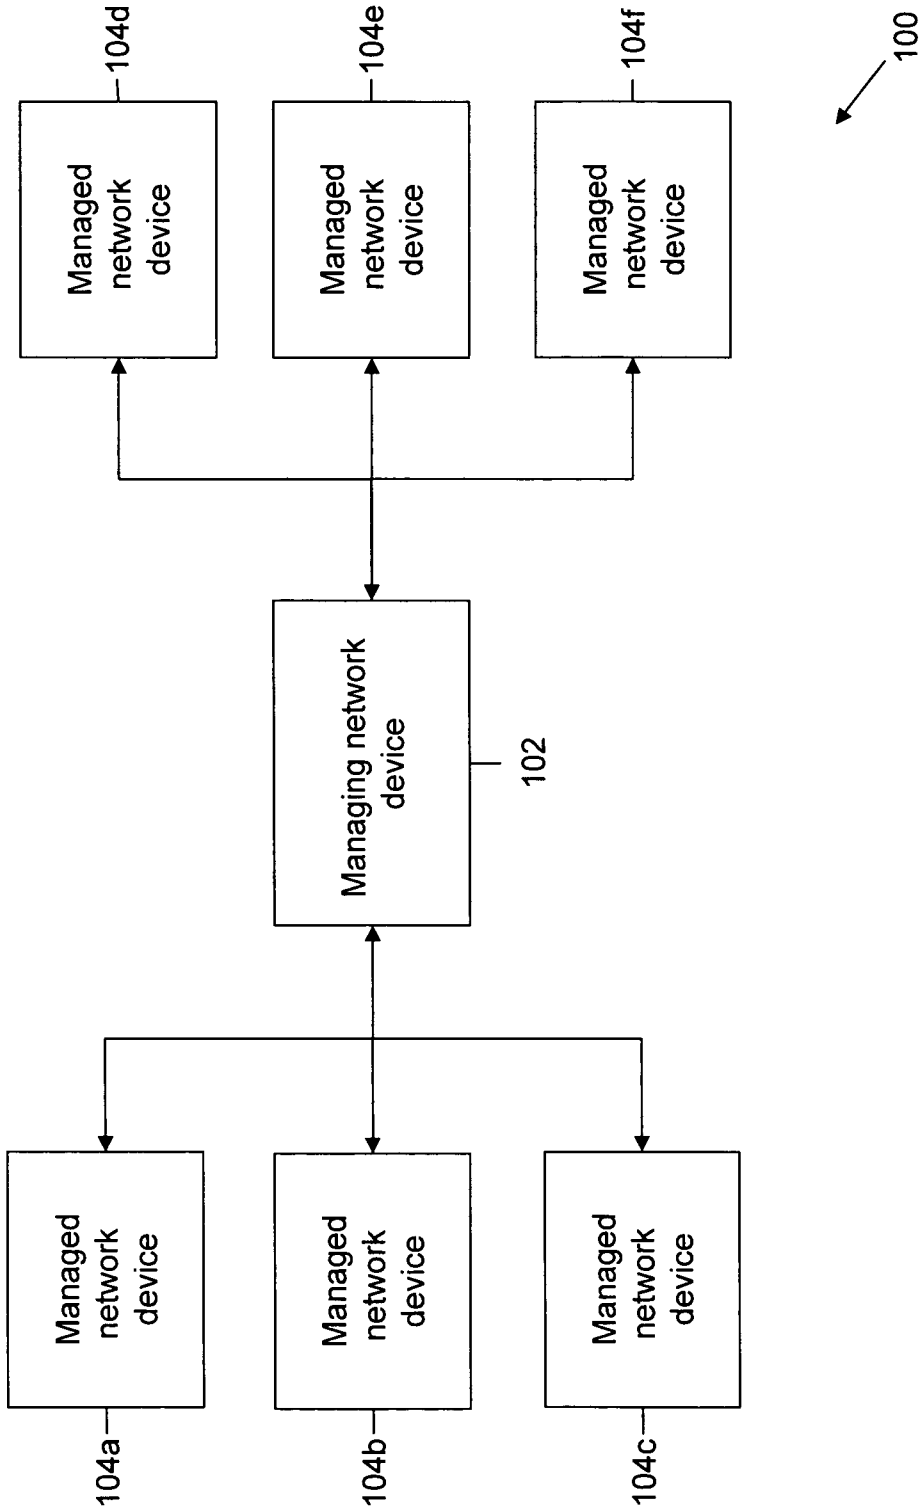 104a
Managed
network
device
Managed
network
device
104d
104b
Managed
network
device
Managing network
device
102
Managed
network
device
104e
104c
Managed
network
device
Managed
network
device
104f
100